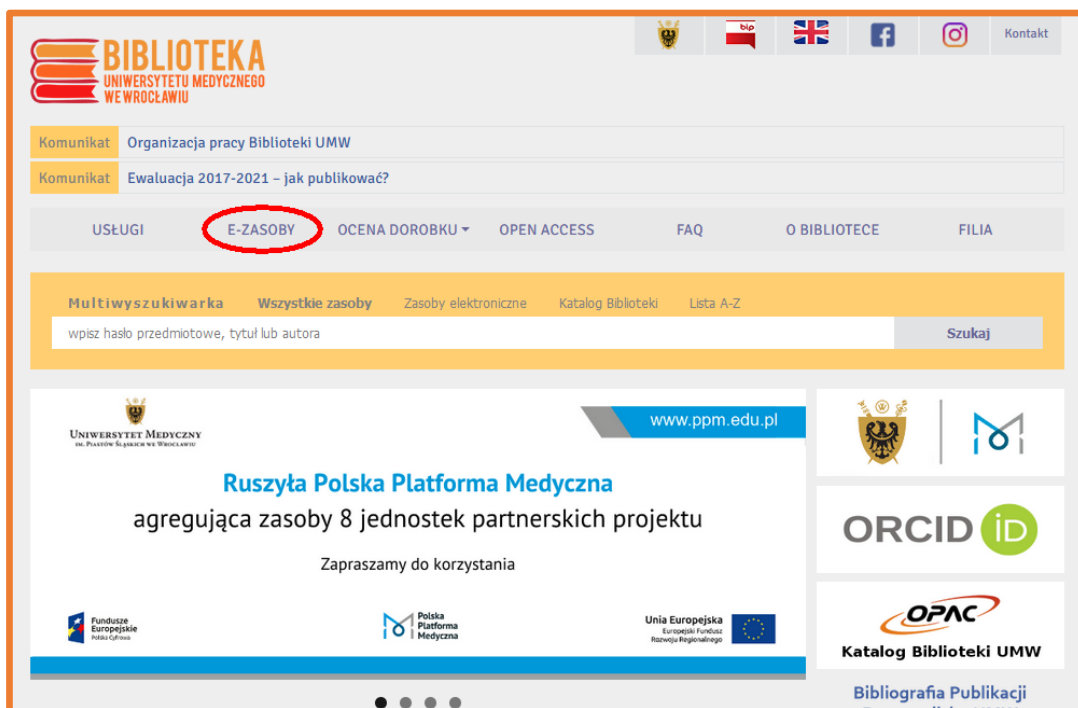 bip
Kontakt
BIBLIOTEKA
UNIWERSYTETU MEDYCZNEGO
WE WROCŁAWIU
Komunikat Organizacja pracy Biblioteki UMW
Komunikat Ewaluacja 2017-2021 – jak publikować?
USŁUGI E-ZASOBY OCENA DOROBKU OPEN ACCESS FAQ O BIBLIOTECE FILIA
Multiwyszukiwarka Wszystkie zasoby Zasoby elektroniczne Katalog Biblioteki Lista A-Z
wpisz hasło przedmiotowe, tytuł lub autora Szukaj
UNIWERSYTET MEDYCZNY
IM. PIASTÓW ŚLĄSKICH WE WROCŁAWIU
www.ppm.edu.pl
Ruszyła Polska Platforma Medyczna
agregująca zasoby 8 jednostek partnerskich projektu
Zapraszamy do korzystania
Fundusze
Europejskie
Polska Cyfrowa
Polska
Platforma
Medyczna
Unia Europejska
Europejski Fundusz
Rozwoju Regionalnego
ORCID iD
OPAC
Katalog Biblioteki UMW
Bibliografia Publikacji